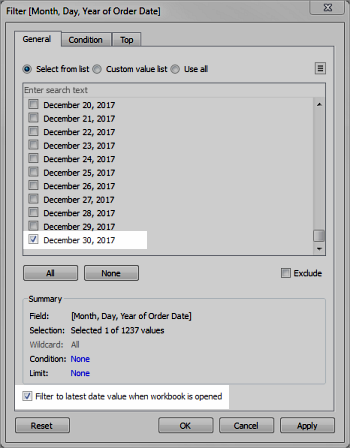 Filter [Month, Day, Year of Order Date]
General Condition Top
Select from list Custom value list Use all
Enter search text
December 20, 2017
December 21, 2017
December 22, 2017
December 23, 2017
December 24, 2017
December 25, 2017
December 26, 2017
December 27, 2017
December 28, 2017
December 29, 2017
December 30, 2017
All None Exclude
Summary
Field: [Month, Day, Year of Order Date]
Selection: Selected 1 of 1237 values
Wildcard: All
Condition: None
Limit: None
Filter to latest date value when workbook is opened
Reset OK Cancel Apply